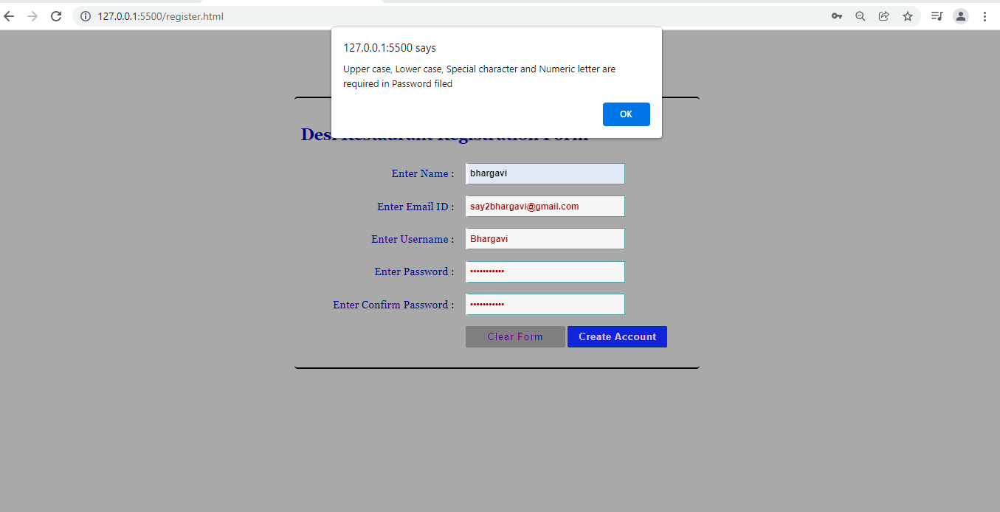 127.0.0.1:5500/register.html
127.0.0.1:5500 says
Upper case, Lower case, Special character and Numeric letter are
required in Password filed
OK
Desi Restaurant Registration Form
Enter Name :
bhargavi
Enter Email ID :
say2bhargavi@gmail.com
Enter Username :
Bhargavi
Enter Password :
•••••••••••
Enter Confirm Password :
•••••••••••
Clear Form
Create Account